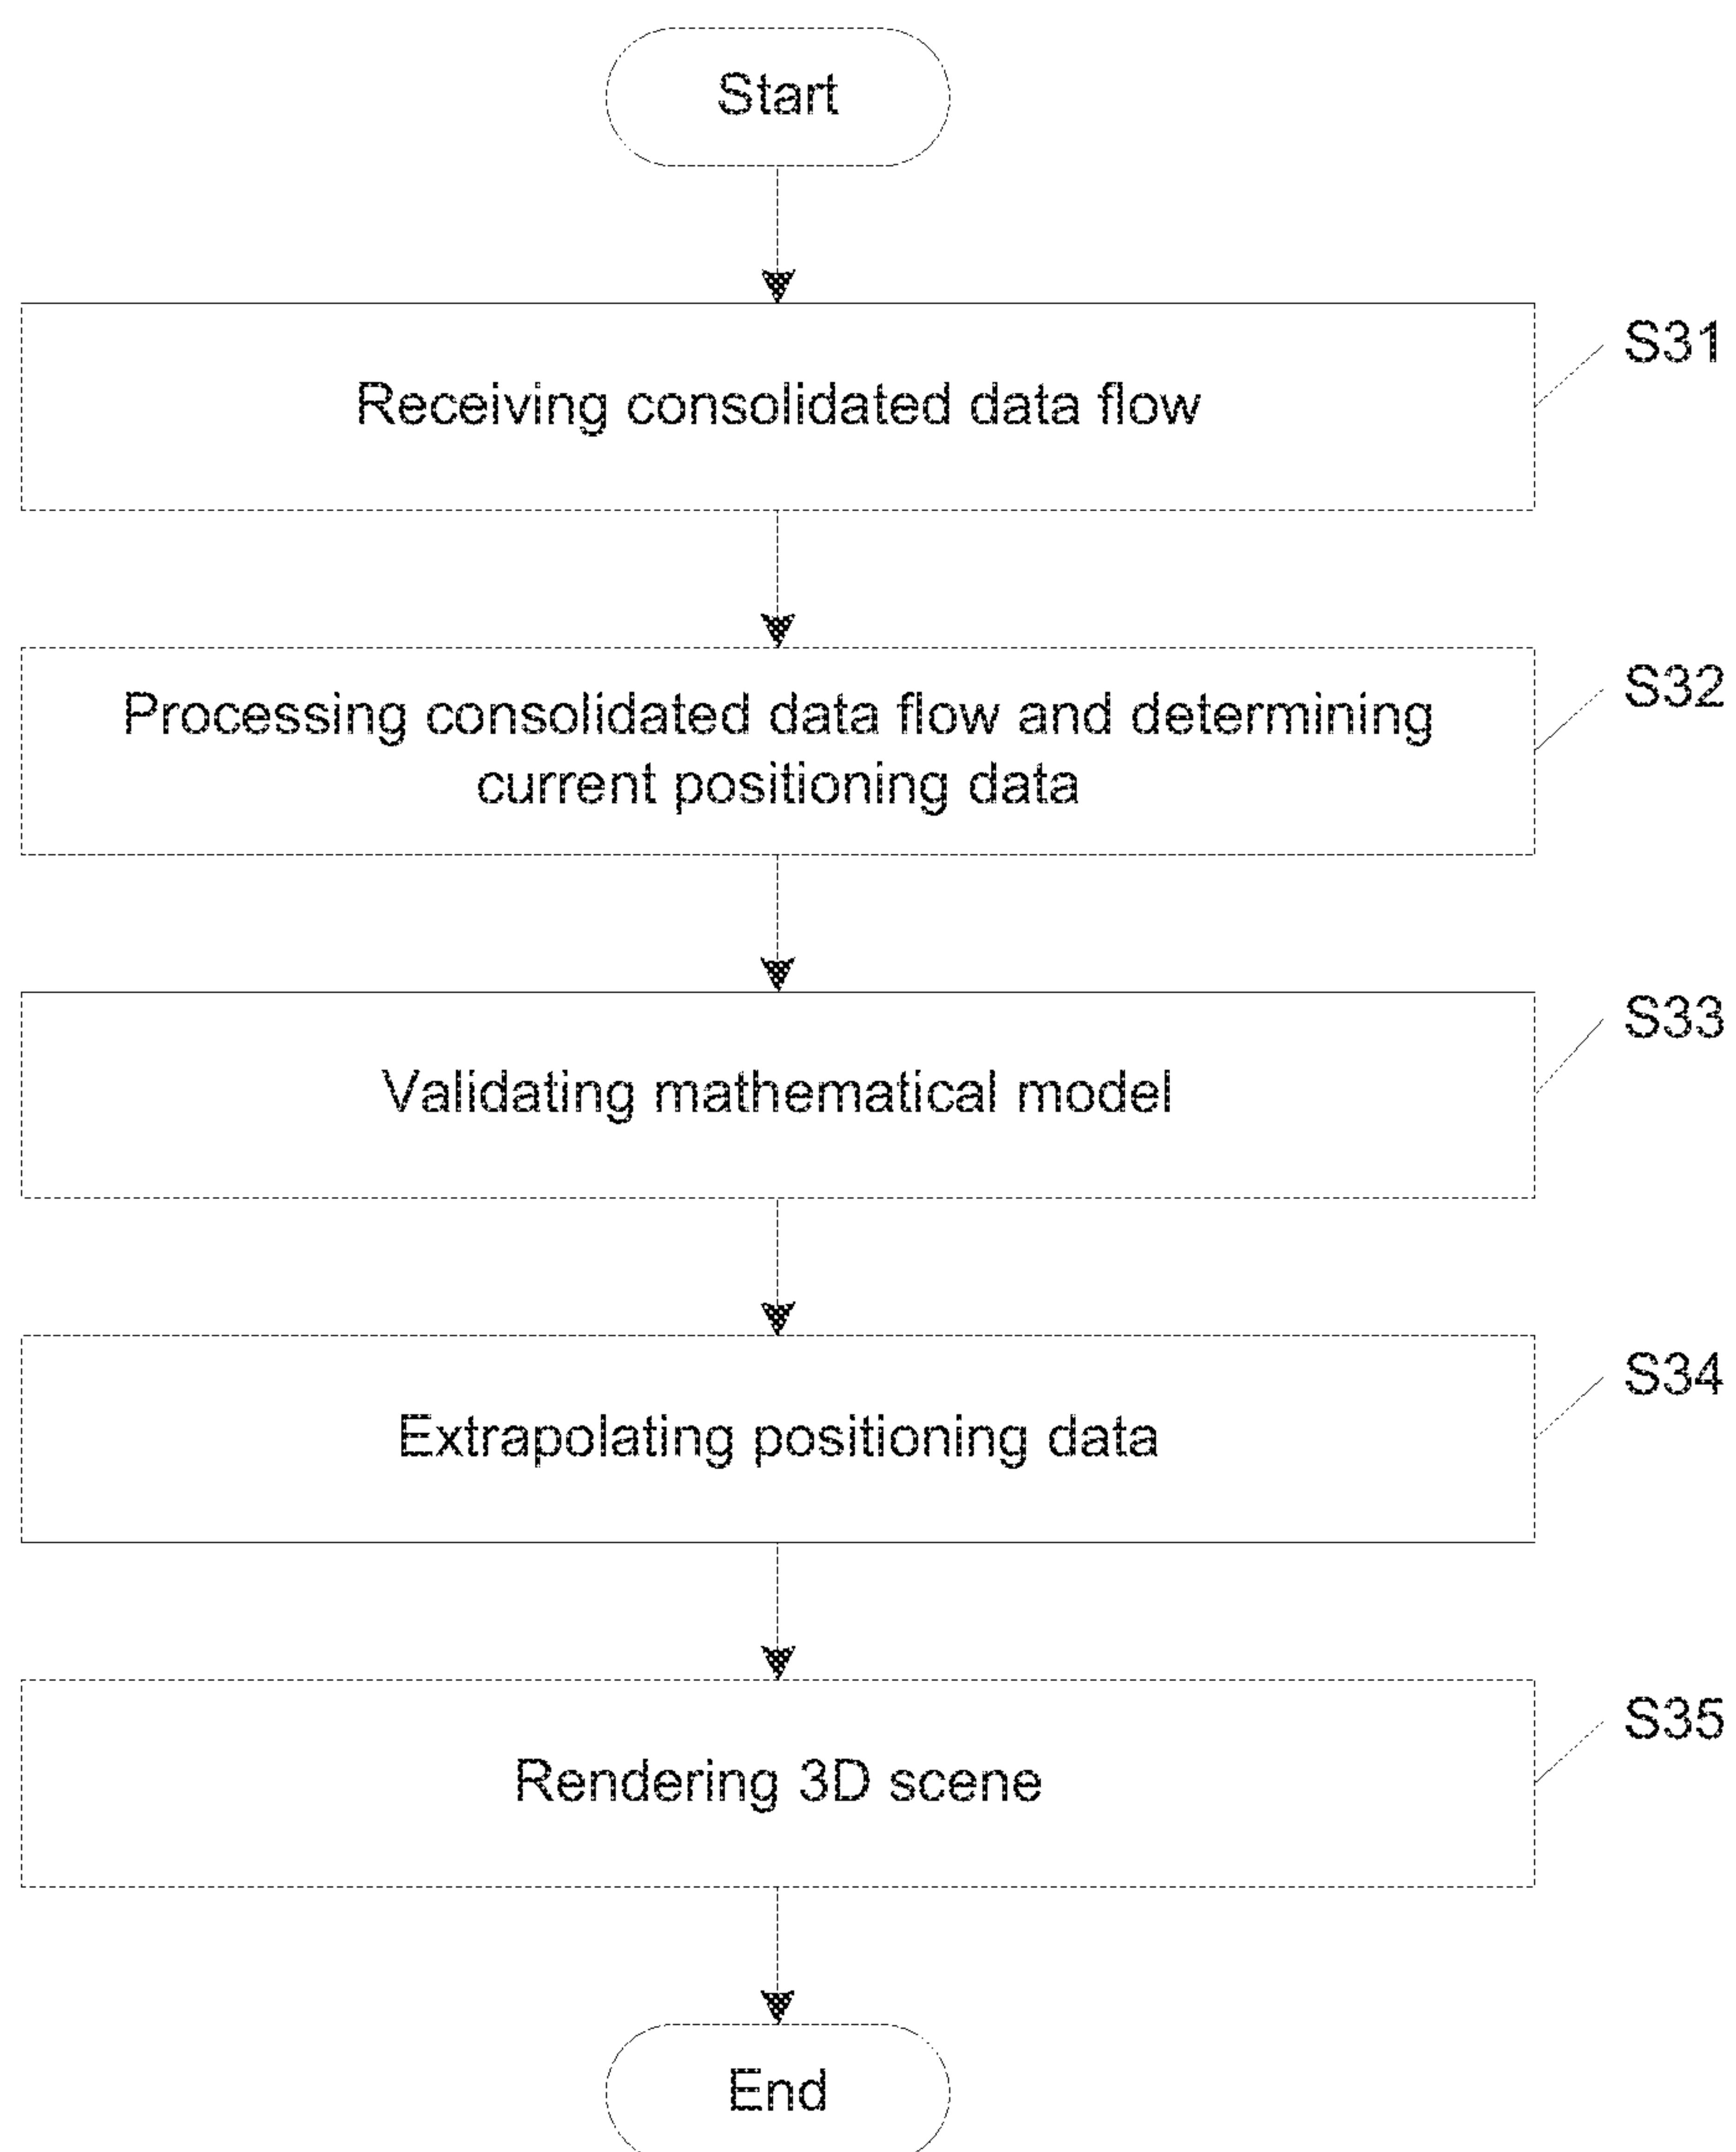 Start
Receiving consolidated data flow
S31
Processing consolidated data flow and determining
current positioning data
S32
Validating mathematical model
S33
Extrapolating positioning data
S34
Rendering 3D scene
S35
End